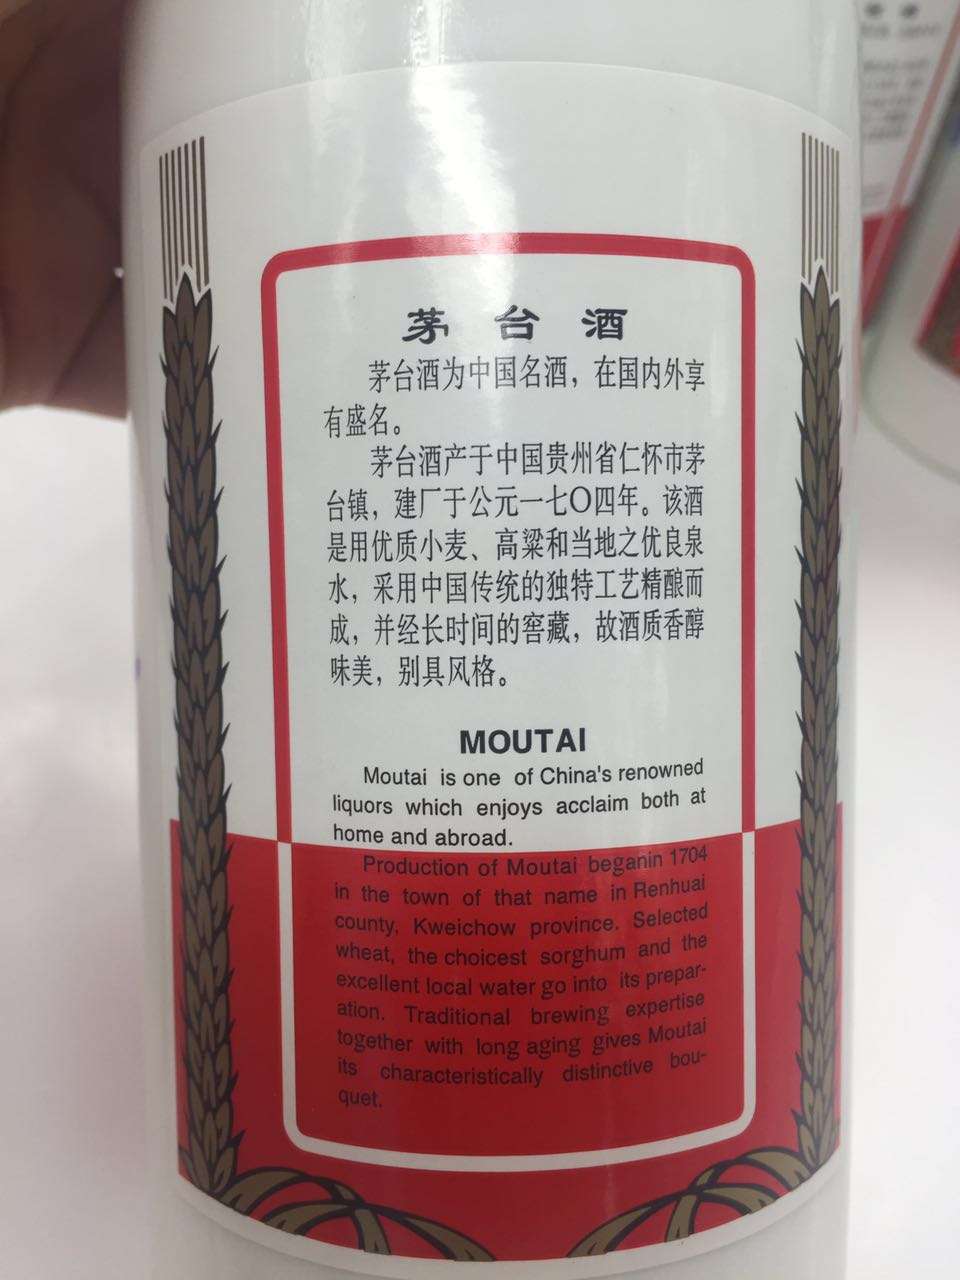 茅台酒
茅台酒为中国名酒，在国内外享
有盛名。
茅台酒产于中国贵州省仁怀市茅
台镇，建厂于公元一七〇四年。该酒
是用优质小麦、高粱和当地之优良泉
水，采用中国传统的独特工艺精酿而
成，并经长时间的窖藏，故酒质香醇
味美，别具风格。
MOUTAI
Moutai is one of China's renowned
liquors which enjoys acclaim both at
home and abroad.
Production of Moutai beganin 1704
in the town of that name in Renhuai
county, Kweichow province. Selected
wheat, the choicest sorghum and the
excellent local water go into its prepar-
ation. Traditional brewing expertise
together with long aging gives Moutai
its characteristically distinctive bou-
quet.